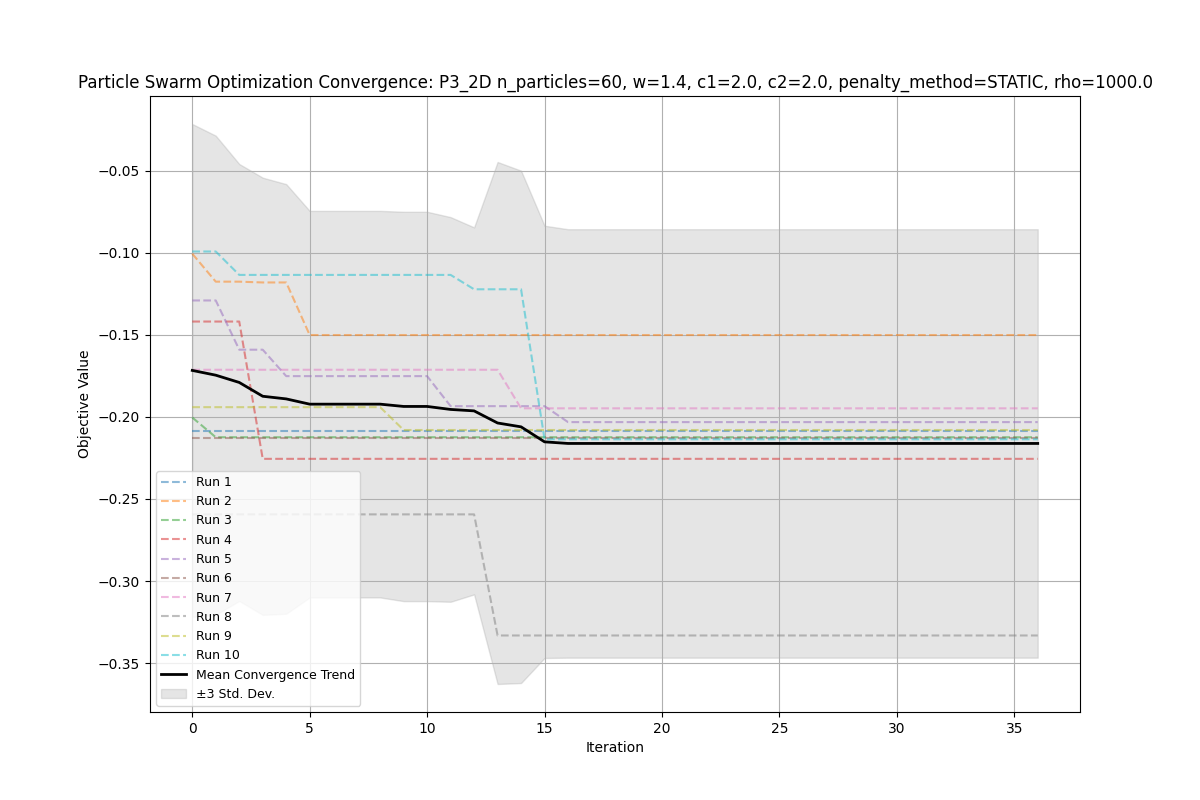 Particle Swarm Optimization Convergence: P3_2D n_particles=60, w=1.4, c1=2.0, c2=2.0, penalty_method=STATIC, rho=1000.0
Objective Value
−0.05
−0.10
−0.15
−0.20
−0.25
−0.30
−0.35
Run 1
Run 2
Run 3
Run 4
Run 5
Run 6
Run 7
Run 8
Run 9
Run 10
Mean Convergence Trend
±3 Std. Dev.
0 5 10 15 20 25 30 35
Iteration